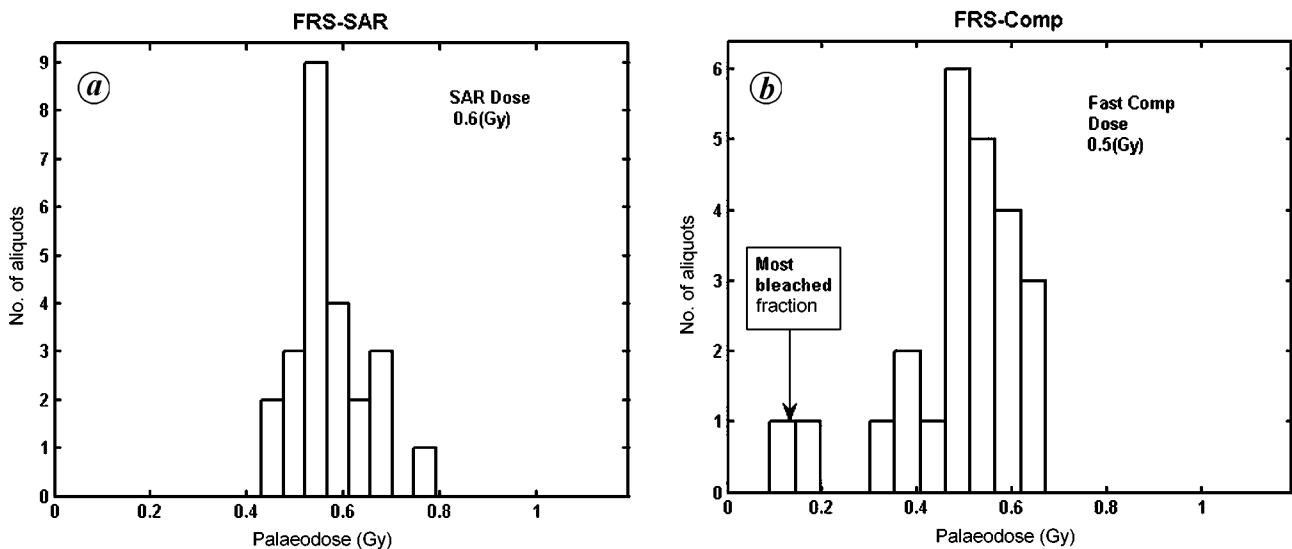 FRS-SAR
a
SAR Dose
0.6(Gy)
No. of aliquots
9
8
7
6
5
4
3
2
1
0
0 0.2 0.4 0.6 0.8 1
Palaeodose (Gy)
FRS-Comp
b
Fast Comp
Dose
0.5(Gy)
Most
bleached
fraction
No. of aliquots
6
5
4
3
2
1
0
0 0.2 0.4 0.6 0.8 1
Palaeodose (Gy)